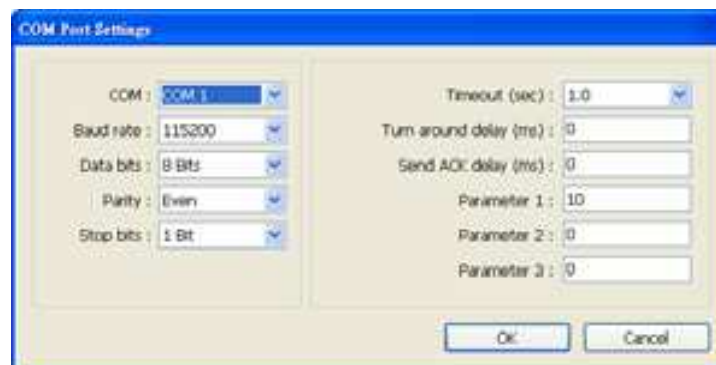 COM Port Settings
COM : COM 1
Baud rate : 115200
Data bits : 8 Bits
Parity : Even
Stop bits : 1 Bit
Timeout (sec) : 1.0
Turn around delay (ms) : 0
Send ACK delay (ms) : 0
Parameter 1 : 10
Parameter 2 : 0
Parameter 3 : 0
OK
Cancel